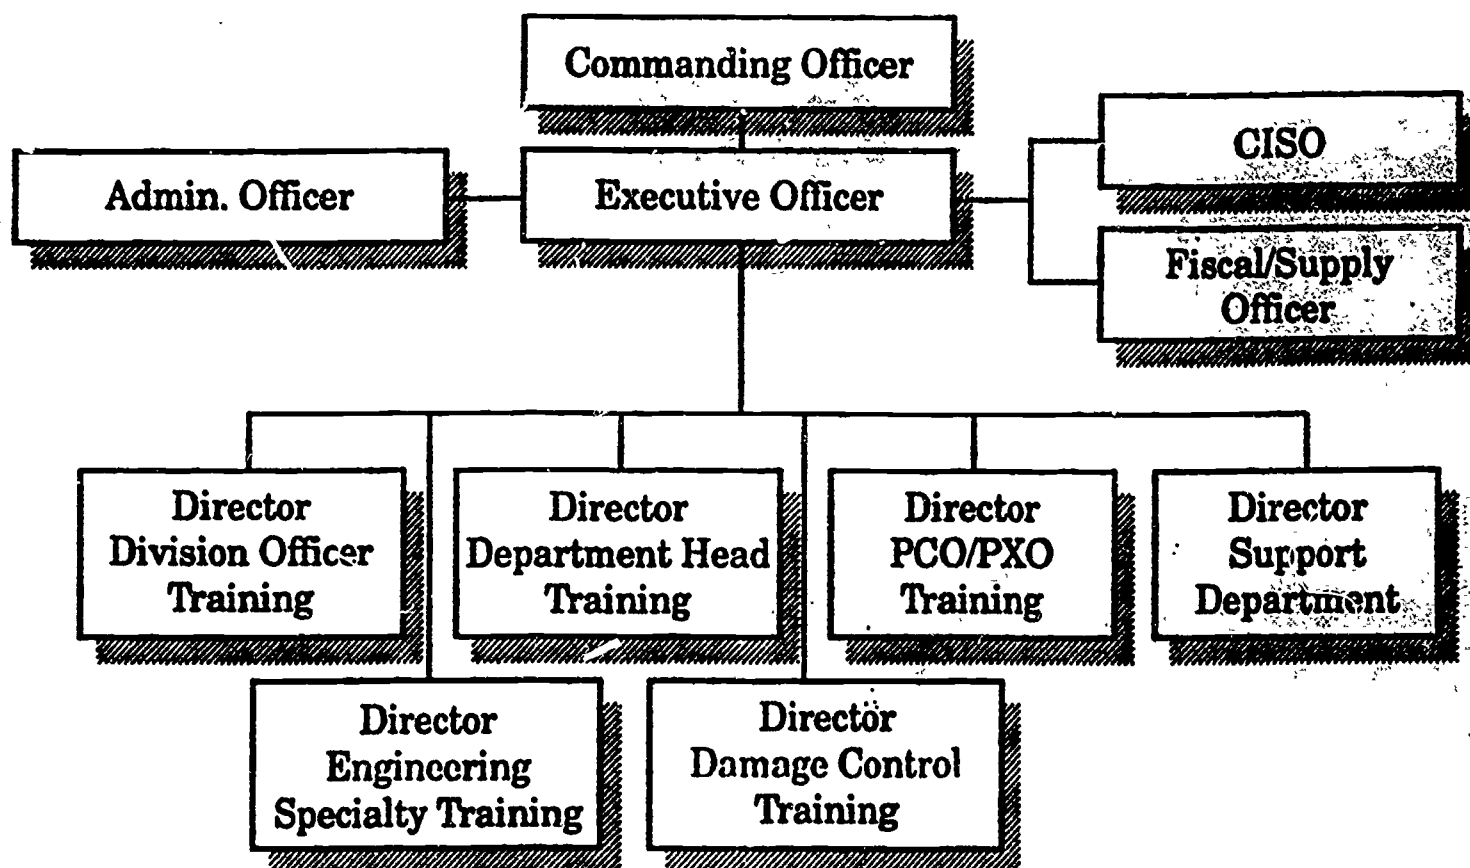 Commanding Officer
Admin. Officer
Executive Officer
CISO
Fiscal/Supply
Officer
Director
Division Officer
Training
Director
Department Head
Training
Director
PCO/PXO
Training
Director
Support
Department
Director
Engineering
Specialty Training
Director
Damage Control
Training